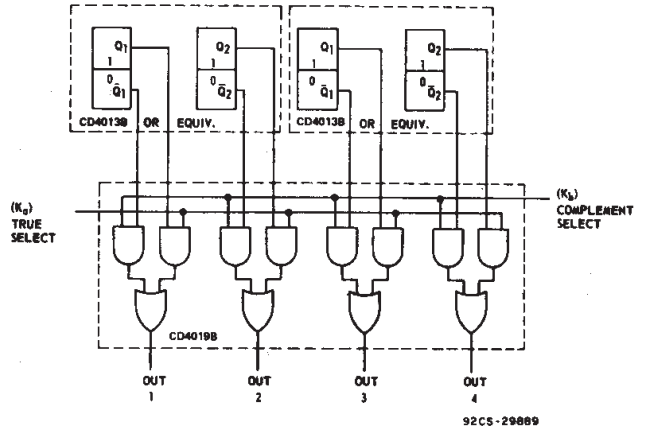 Q1 Q2 Q1 Q2
1 1 1 1
0 0 0 0
Q̅1 Q̅2 Q̅1 Q̅2
CD4013B OR EQUIV. CD4013B OR EQUIV.
(Ka)
TRUE
SELECT
(Kb)
COMPLEMENT
SELECT
CD4019B
OUT OUT OUT OUT
1 2 3 4
92CS-29889